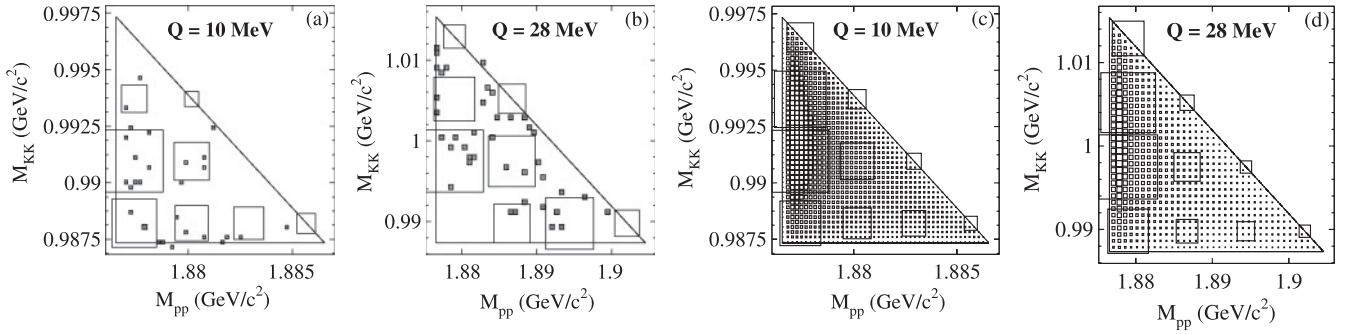 (a)
Q = 10 MeV
M_KK (GeV/c²)
0.9975
0.995
0.9925
0.99
0.9875
1.88
1.885
M_pp (GeV/c²)
(b)
Q = 28 MeV
M_KK (GeV/c²)
1.01
1
0.99
1.88
1.89
1.9
M_pp (GeV/c²)
(c)
Q = 10 MeV
M_KK (GeV/c²)
0.9975
0.995
0.9925
0.99
0.9875
1.88
1.885
M_pp (GeV/c²)
(d)
Q = 28 MeV
M_KK (GeV/c²)
1.01
1
0.99
1.88
1.89
1.9
M_pp (GeV/c²)